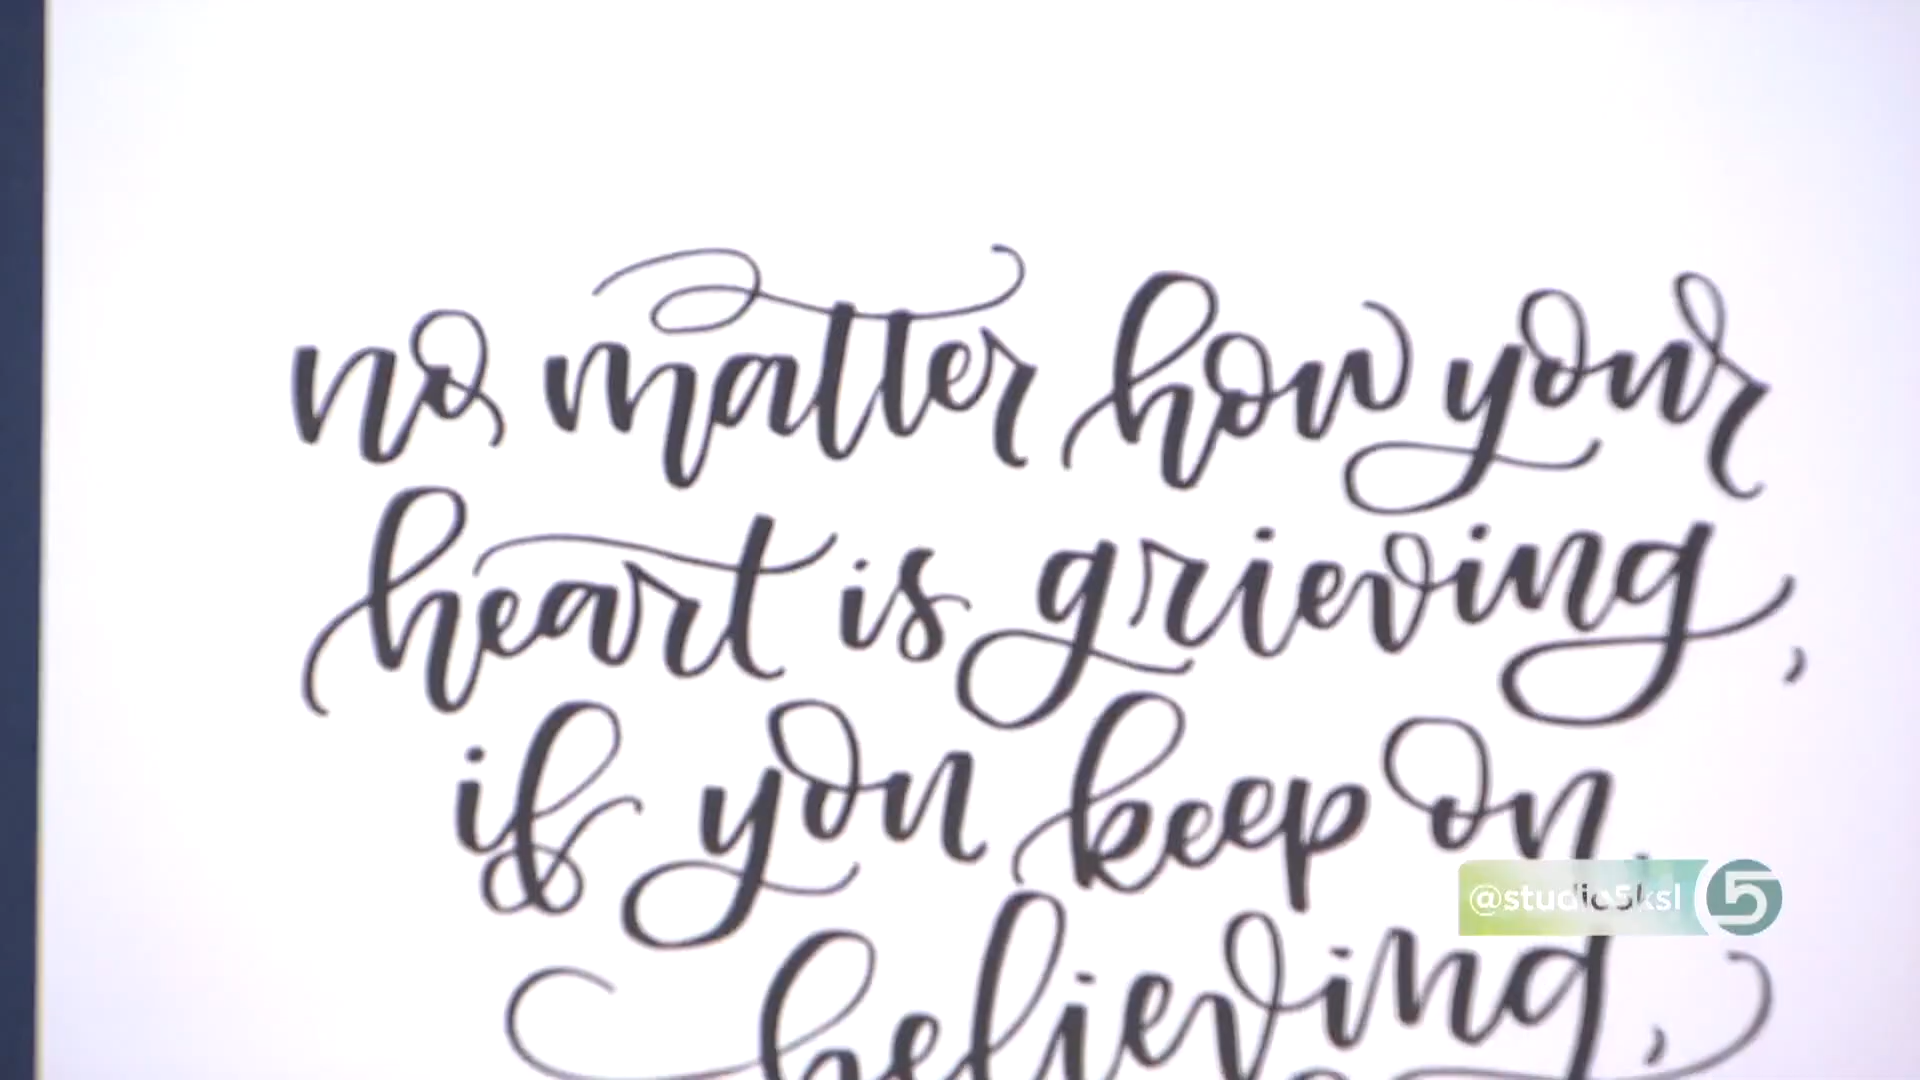 no matter how your
heart is grieving,
if you keep on
believing,
@studio5ksl 5